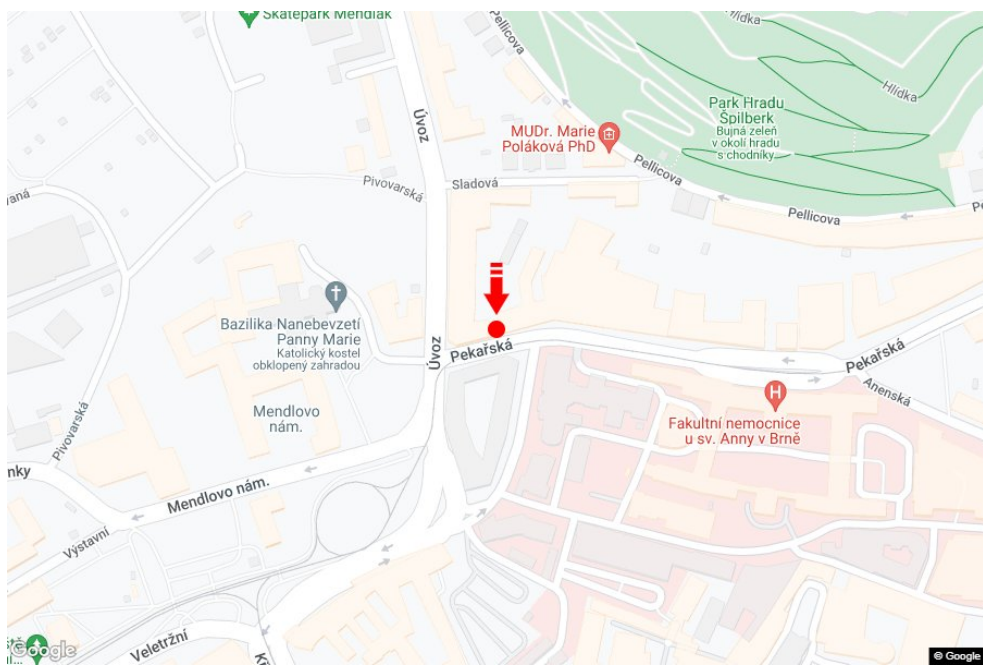 Skatepark Mendlák
Pellicova
Hlídka
Hlídka
Úvoz
Park Hradu
Špilberk
Bujná zeleň
v okolí hradu
s chodníky
MUDr. Marie
Poláková PhD
Pellicova
Pivovarská
Sladová
Pellicova
Bazilika Nanebevzetí
Panny Marie
Katolický kostel
obklopený zahradou
Úvoz
Pekařská
Pekařská
Anenská
H
Fakultní nemocnice
u sv. Anny v Brně
Mendlovo
nám.
Pivovarská
Mendlovo nám.
Výstavní
Veletržní
Google
© Google